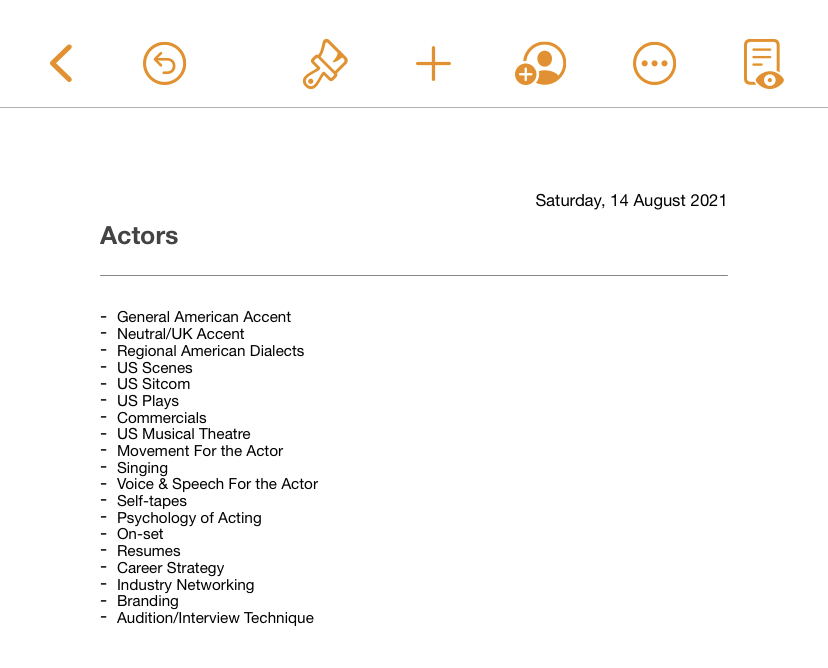 Saturday, 14 August 2021
Actors
- General American Accent
- Neutral/UK Accent
- Regional American Dialects
- US Scenes
- US Sitcom
- US Plays
- Commercials
- US Musical Theatre
- Movement For the Actor
- Singing
- Voice & Speech For the Actor
- Self-tapes
- Psychology of Acting
- On-set
- Resumes
- Career Strategy
- Industry Networking
- Branding
- Audition/Interview Technique